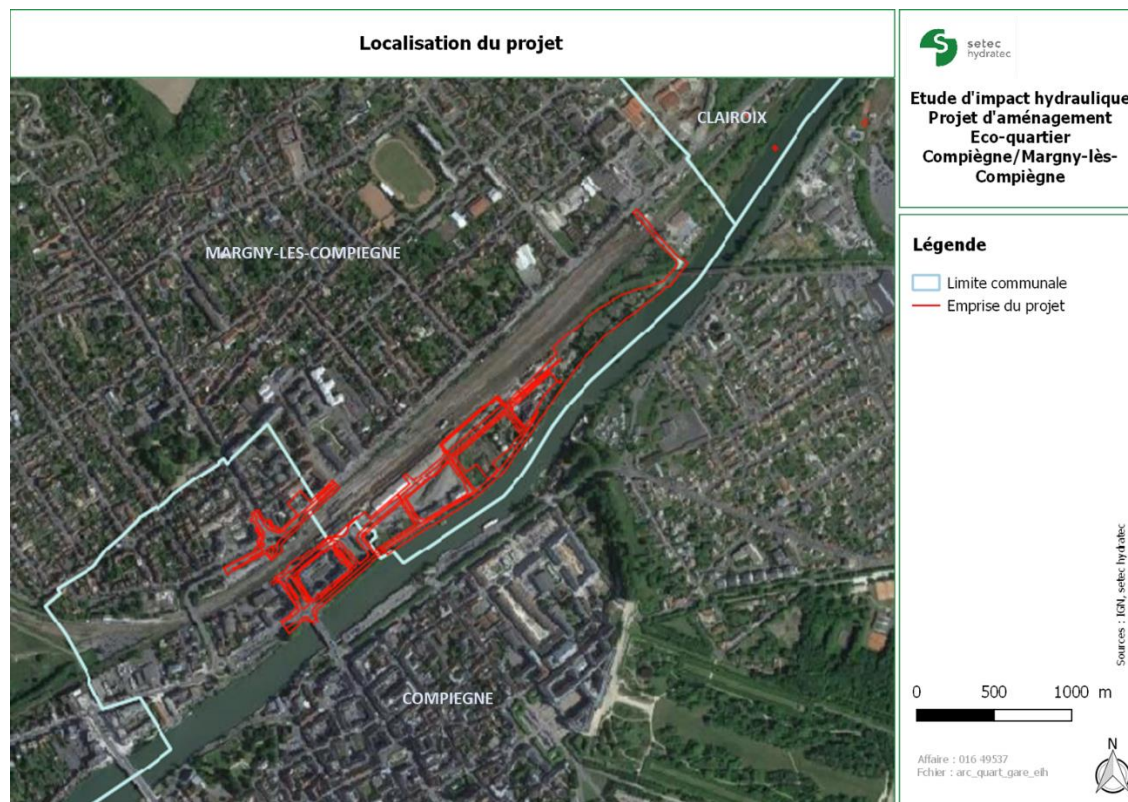 Localisation du projet
CLAIROIX
MARGNY-LES-COMPIEGNE
COMPIEGNE
setec
hydratec
Etude d'impact hydraulique
Projet d'aménagement
Eco-quartier
Compiègne/Margny-lès-
Compiègne
Légende
Limite communale
Emprise du projet
Sources : IGN, setec hydratec
0 500 1000 m
Affaire : 016 49537
Fchier : arc_quart_gare_eih
N